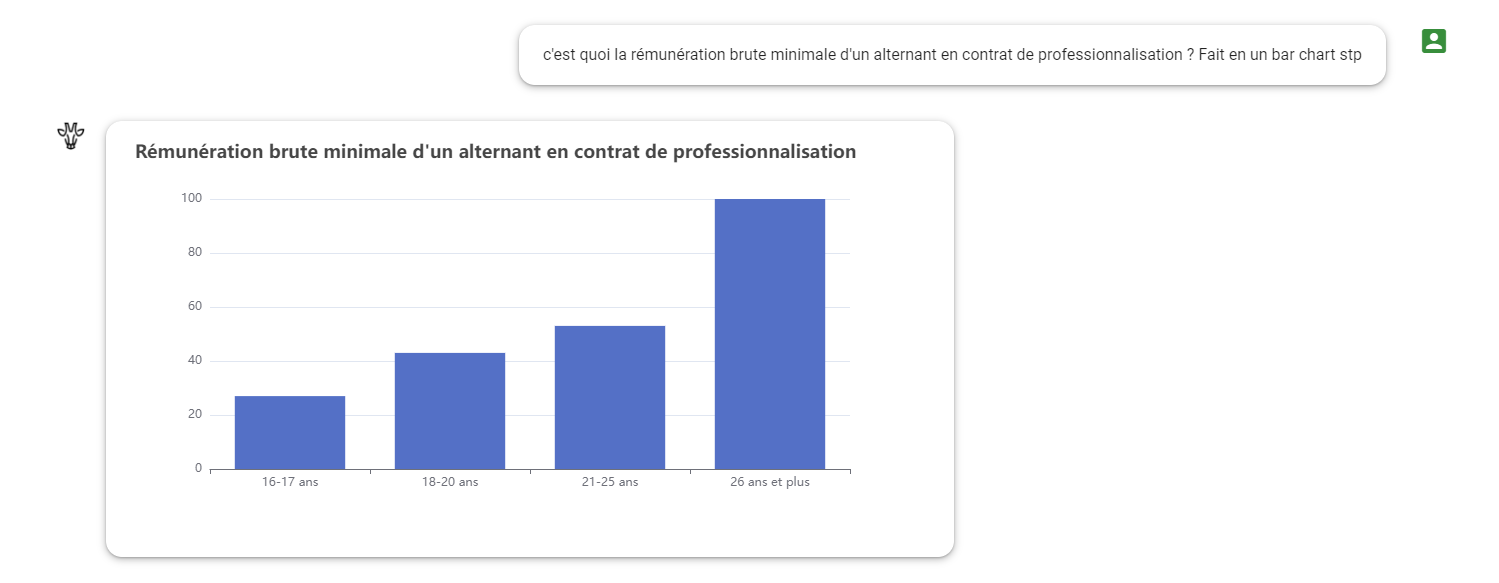 c'est quoi la rémunération brute minimale d'un alternant en contrat de professionnalisation ? Fait en un bar chart stp
Rémunération brute minimale d'un alternant en contrat de professionnalisation
100
80
60
40
20
0
16-17 ans
18-20 ans
21-25 ans
26 ans et plus